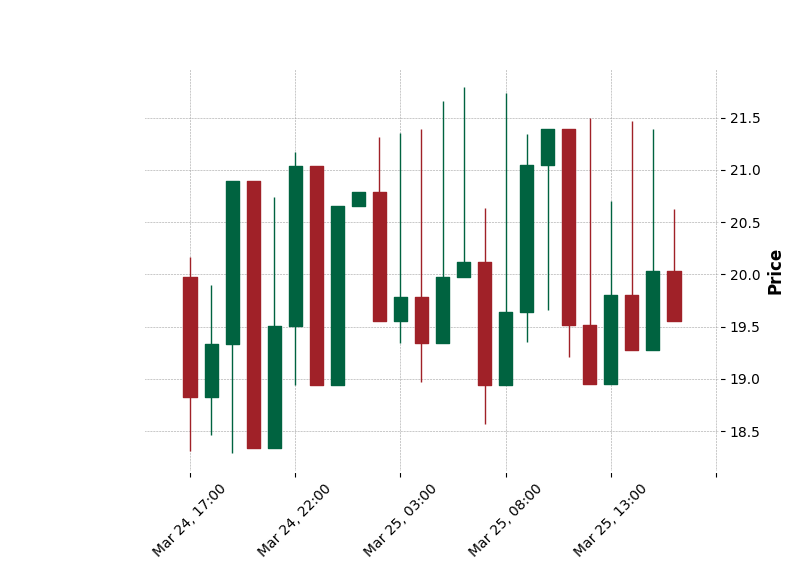 21.5
21.0
20.5
20.0
19.5
19.0
18.5
Price
Mar 24, 17:00
Mar 24, 22:00
Mar 25, 03:00
Mar 25, 08:00
Mar 25, 13:00